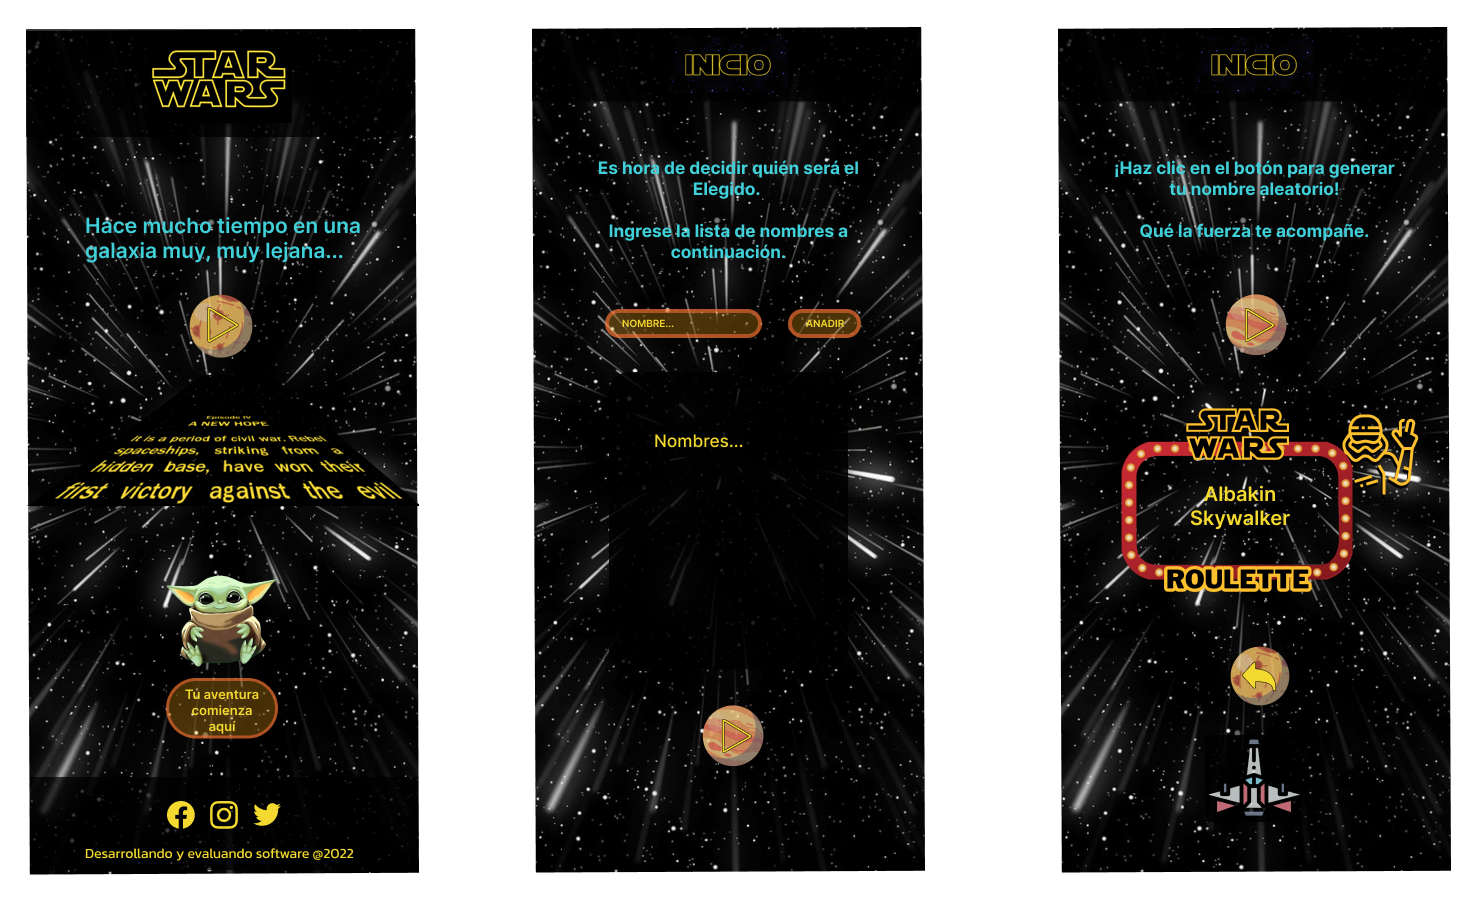 STAR
WARS
Hace mucho tiempo en una
galaxia muy, muy lejana...
Episode IV
A NEW HOPE
It is a period of civil war. Rebel
spaceships, striking from a
hidden base, have won their
first victory against the evil
Tú aventura
comienza
aquí
Desarrollando y evaluando software @2022
INICIO
Es hora de decidir quién será el
Elegido.
Ingrese la lista de nombres a
continuación.
NOMBRE...
ANADIR
Nombres...
INICIO
¡Haz clic en el botón para generar
tu nombre aleatorio!
Qué la fuerza te acompañe.
STAR
WARS
Albakin
Skywalker
ROULETTE